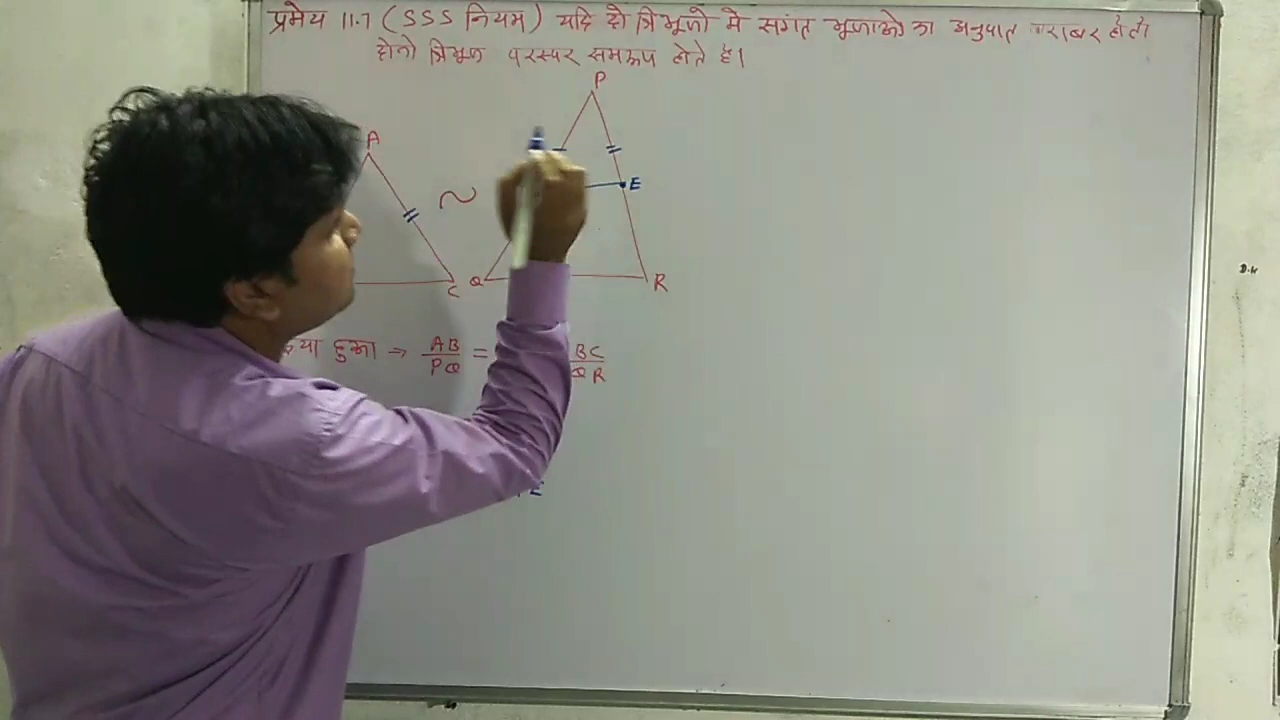 प्रमेय 11.7 (SSS नियम) यदि दो त्रिभुजो मे संगत भुजाओ का अनुपात बराबर हो तो
दोनो त्रिभुज परस्पर समरूप होते है।
P
A
~
E
C
Q
R
हुआ → AB/PQ = BC/QR
E